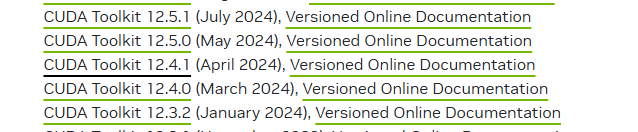 CUDA Toolkit 12.5.1 (July 2024), Versioned Online Documentation
CUDA Toolkit 12.5.0 (May 2024), Versioned Online Documentation
CUDA Toolkit 12.4.1 (April 2024), Versioned Online Documentation
CUDA Toolkit 12.4.0 (March 2024), Versioned Online Documentation
CUDA Toolkit 12.3.2 (January 2024), Versioned Online Documentation